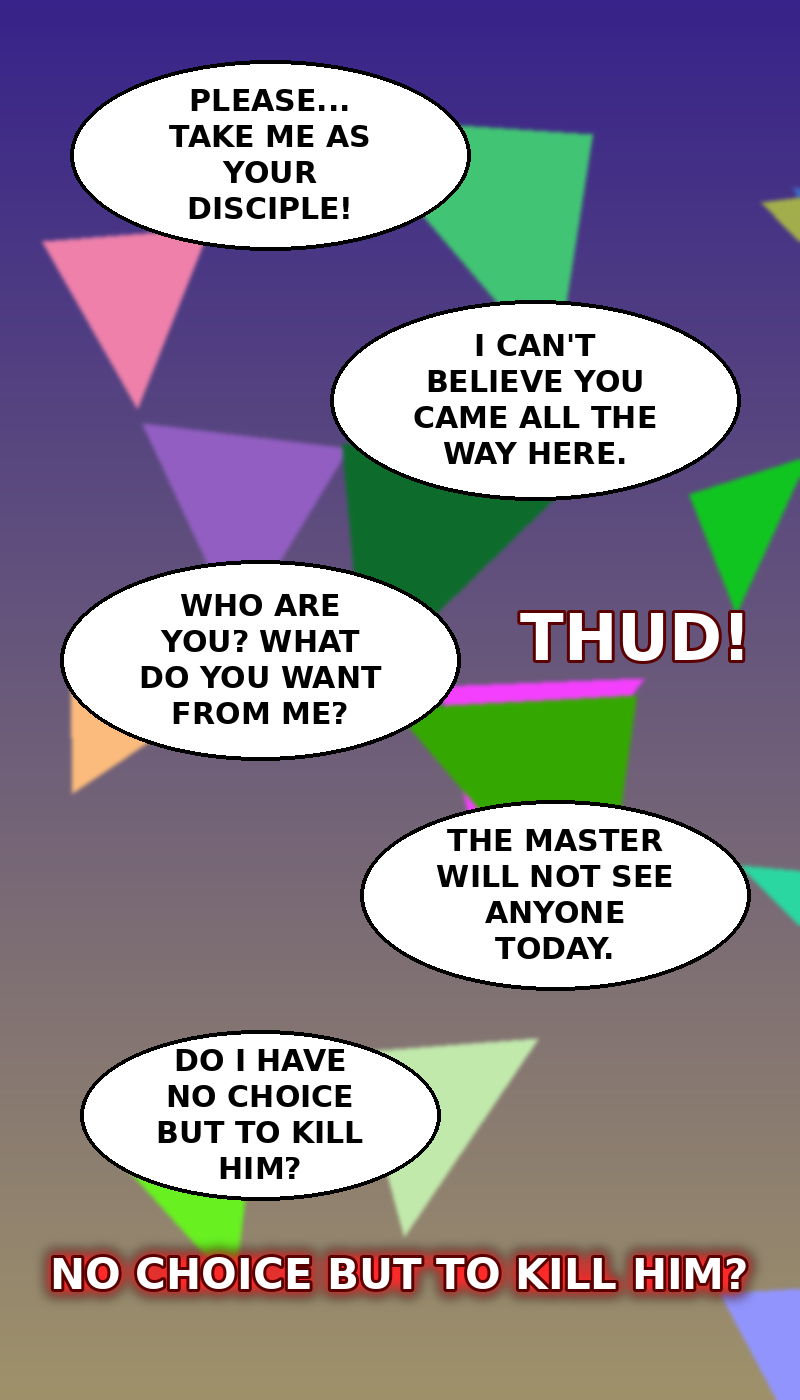 PLEASE...
TAKE ME AS
YOUR
DISCIPLE!
I CAN'T
BELIEVE YOU
CAME ALL THE
WAY HERE.
WHO ARE
YOU? WHAT
DO YOU WANT
FROM ME?
THUD!
THE MASTER
WILL NOT SEE
ANYONE
TODAY.
DO I HAVE
NO CHOICE
BUT TO KILL
HIM?
NO CHOICE BUT TO KILL HIM?